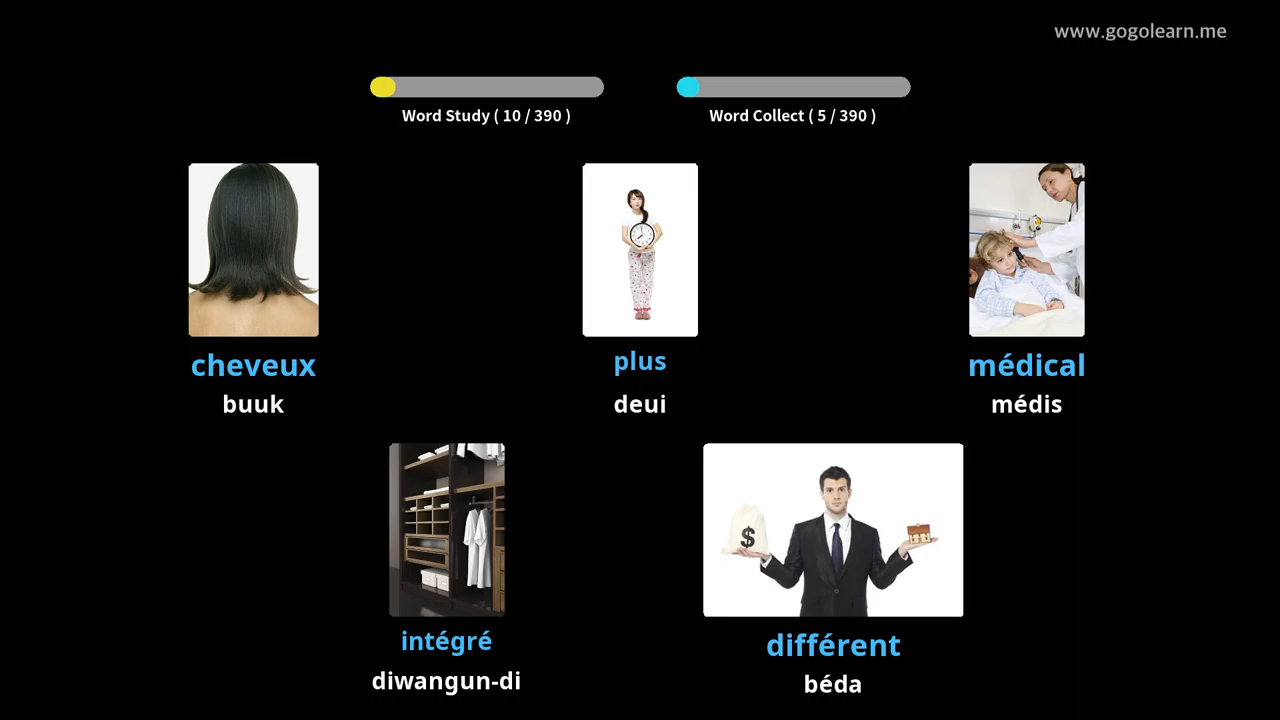 www.gogolearn.me
Word Study ( 10 / 390 )
Word Collect ( 5 / 390 )
cheveux
buuk
plus
deui
médical
médis
intégré
diwangun-di
différent
béda
$